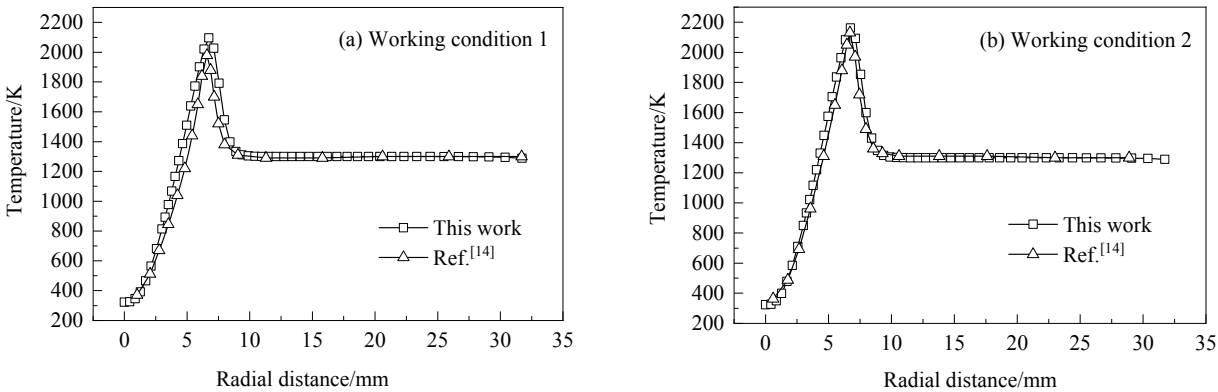 (a) Working condition 1
Temperature/K
2200
2000
1800
1600
1400
1200
1000
800
600
400
200
This work
Ref.[14]
0 5 10 15 20 25 30 35
Radial distance/mm
(b) Working condition 2
Temperature/K
2200
2000
1800
1600
1400
1200
1000
800
600
400
200
This work
Ref.[14]
0 5 10 15 20 25 30 35
Radial distance/mm